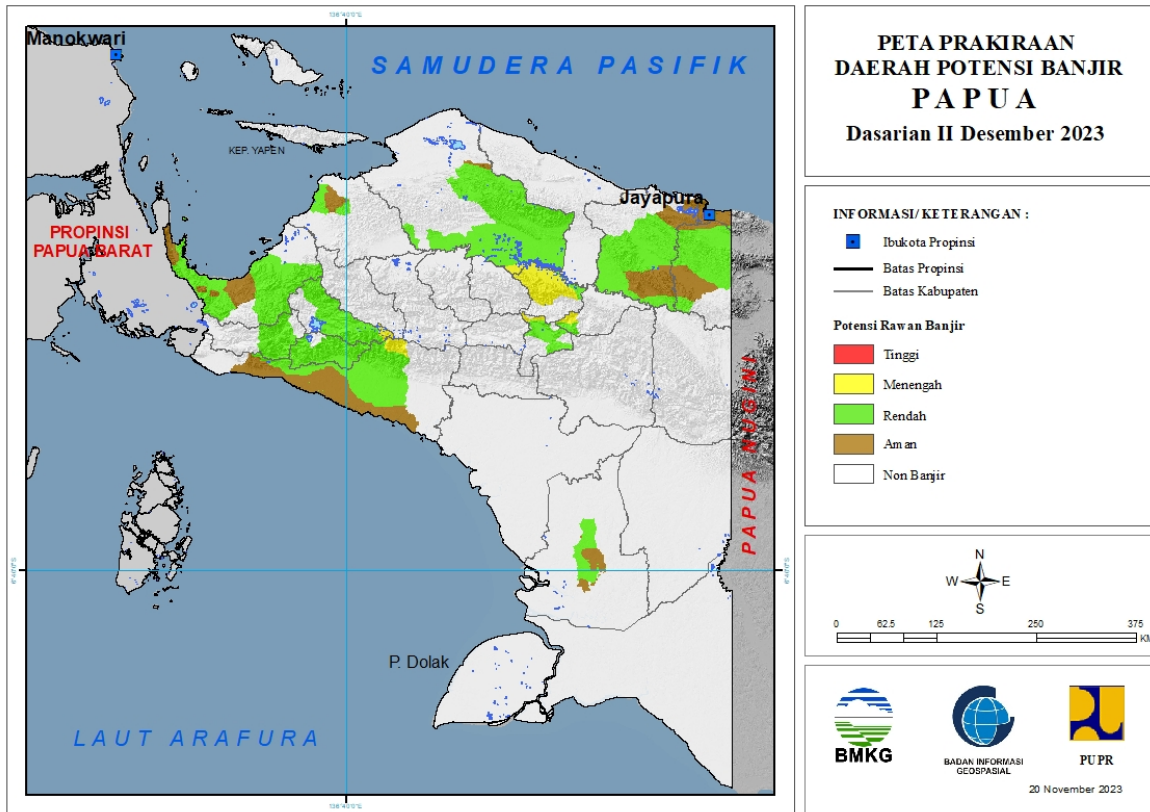 PETA PRAKIRAAN
DAERAH POTENSI BANJIR
PAPUA
Dasarian II Desember 2023
INFORMASI/ KETERANGAN :
Ibukota Propinsi
Batas Propinsi
Batas Kabupaten
Potensi Rawan Banjir
Tinggi
Menengah
Rendah
Aman
Non Banjir
N
W E
S
0 62.5 125 250 375
KM
BMKG
BADAN INFORMASI
GEOSPASIAL
PUPR
20 November 2023
Manokwari
SAMUDERA PASIFIK
KEP. YAPEN
Jayapura
PROPINSI
PAPUA BARAT
PAPUA NUGINI
P. Dolak
LAUT ARAFURA